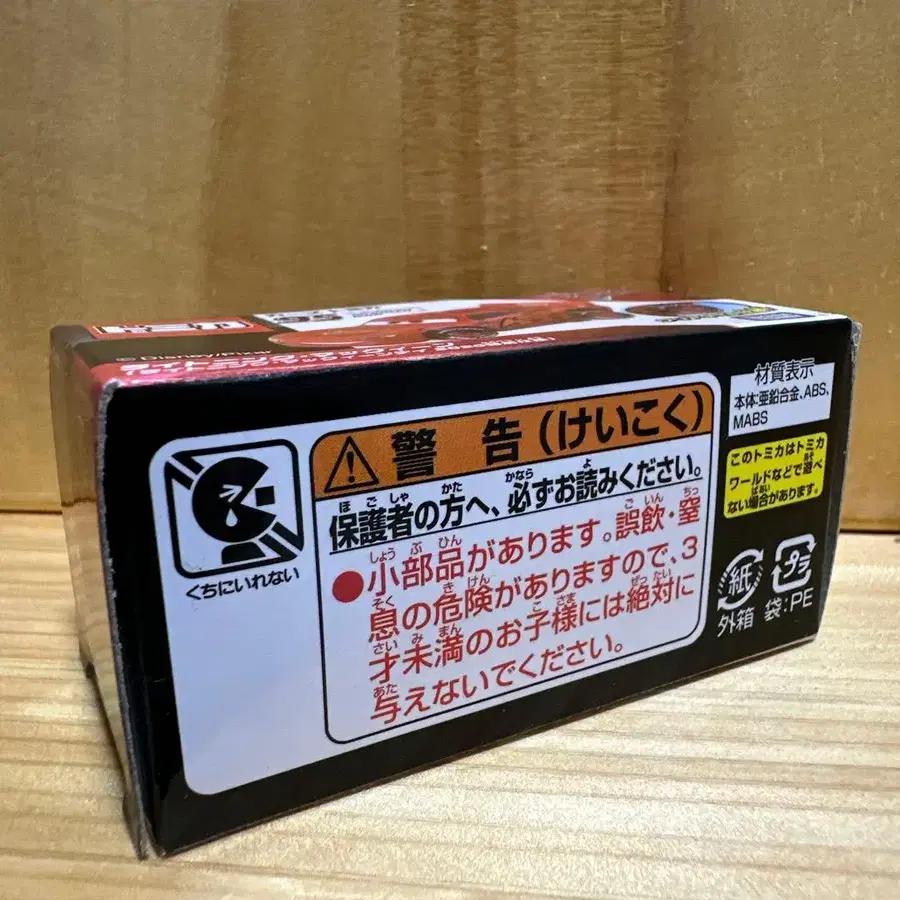 トミカ
© Disney/Pixar
警告(けいこく)
保護者の方へ、必ずお読みください。
●小部品があります。誤飲・窒
息の危険がありますので、3
才未満のお子様には絶対に
与えないでください。
くちにいれない
材質表示
本体:亜鉛合金、ABS、
MABS
このトミカはトミカ
ワールドなどで遊べ
ない場合があります。
紙
プラ
外箱 袋:PE